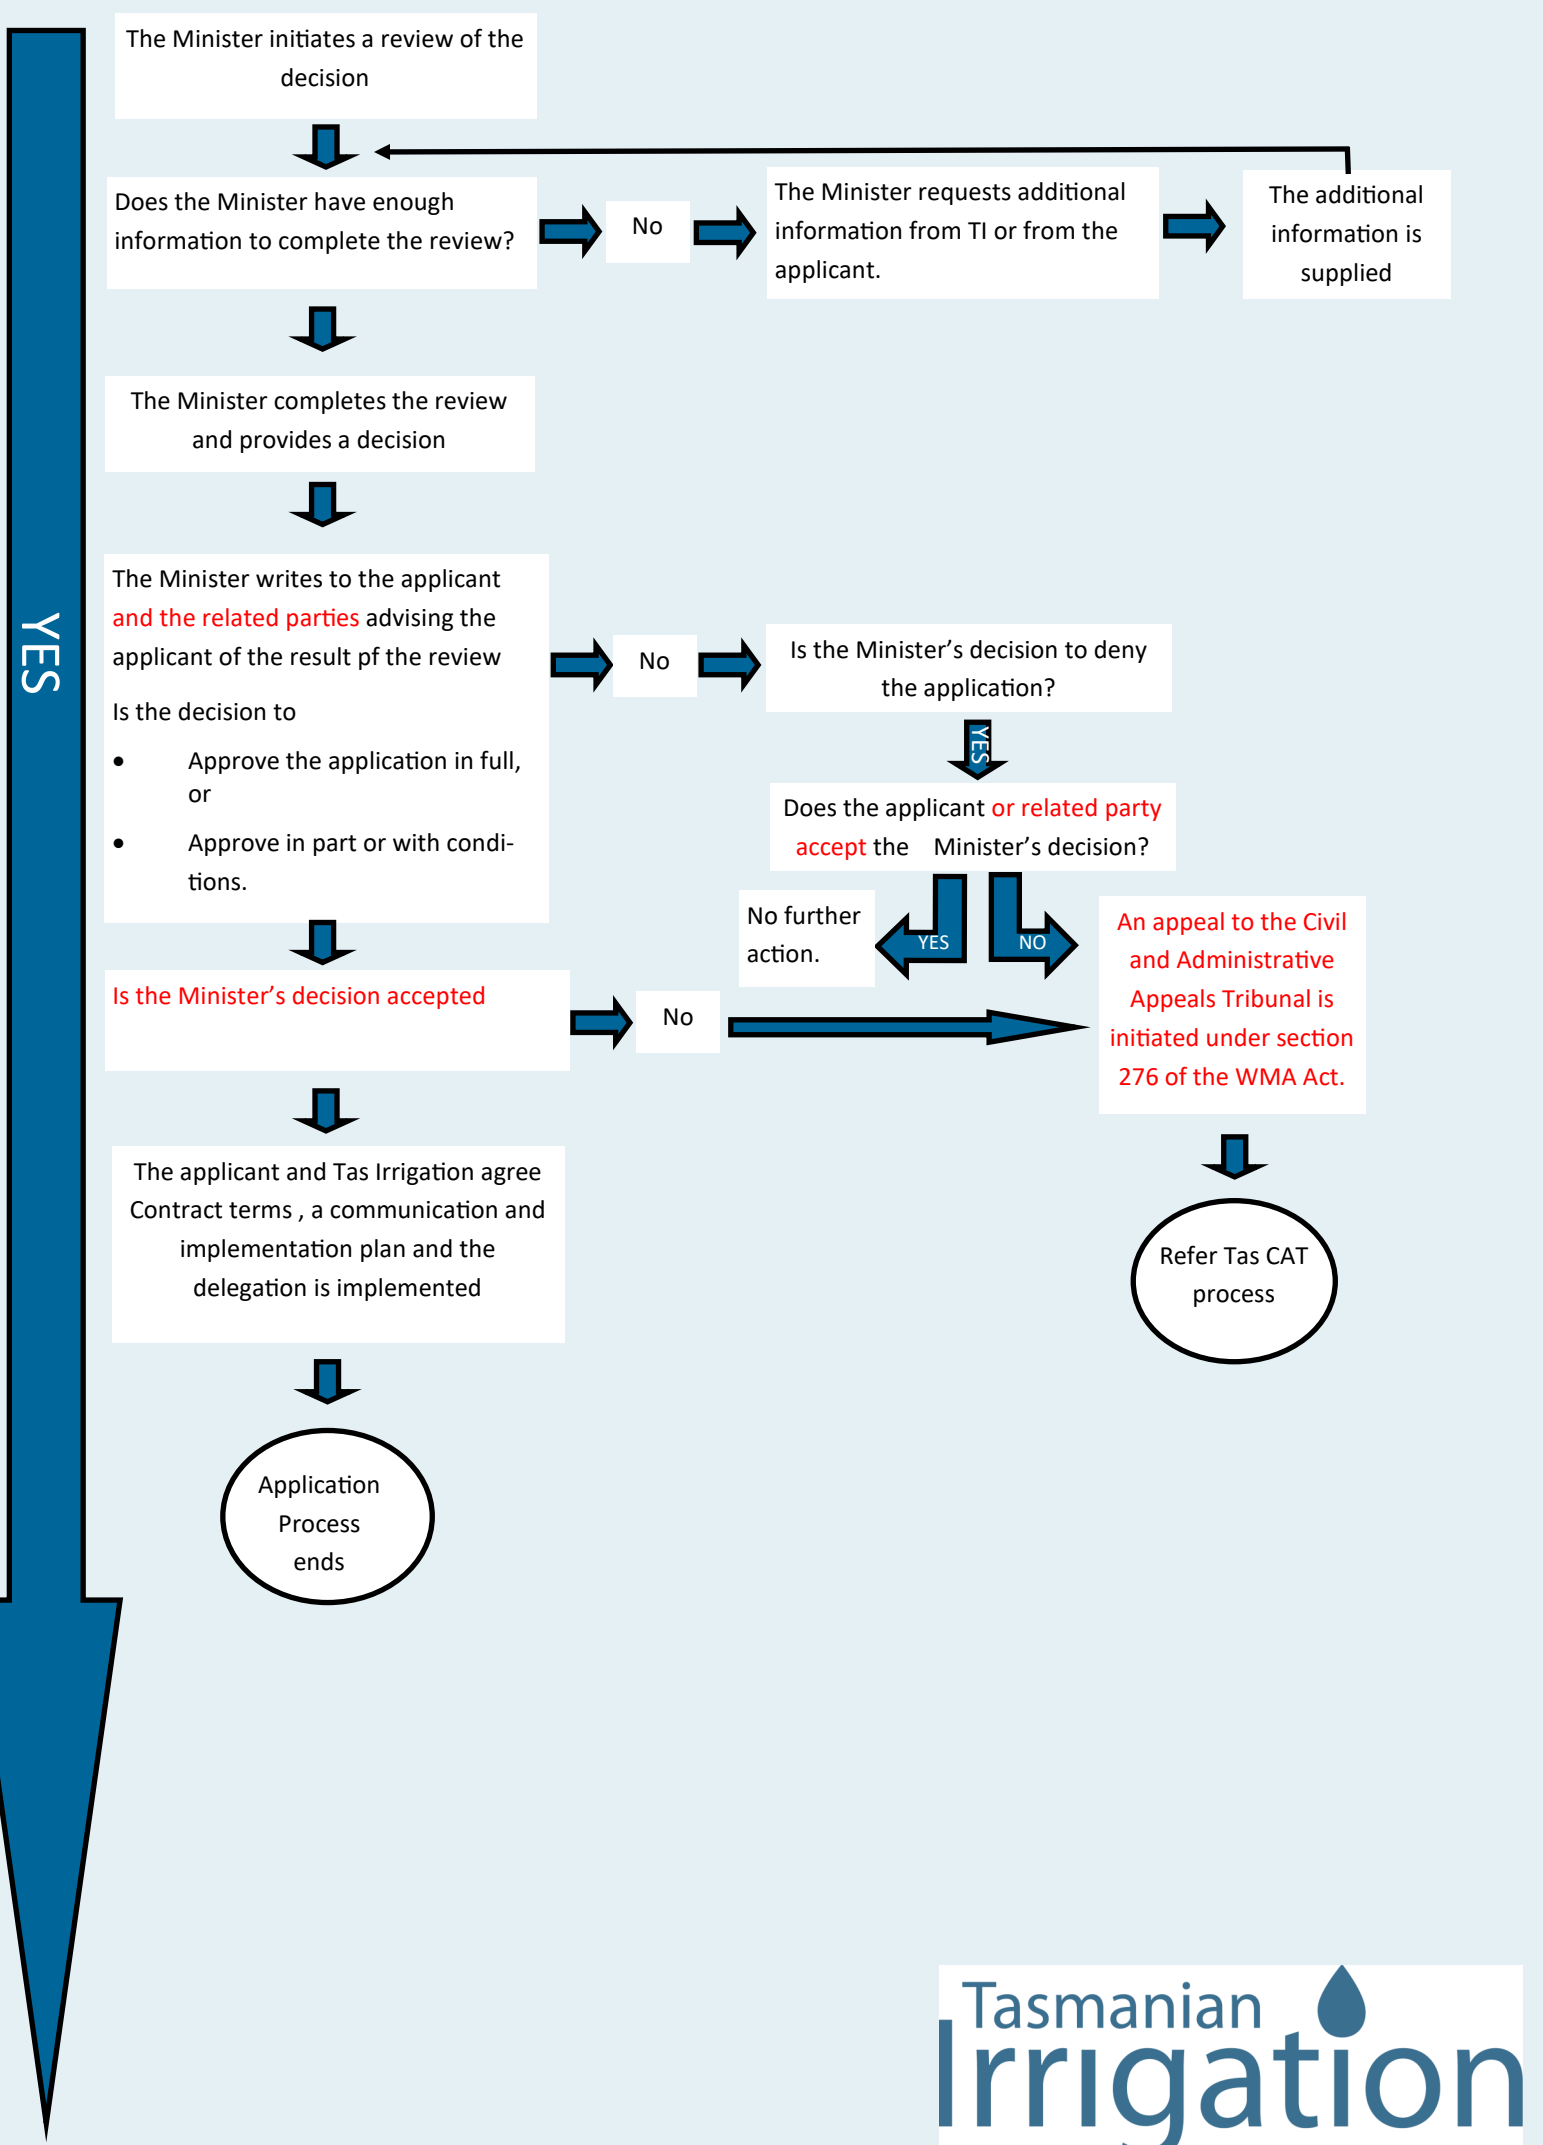 The Minister initiates a review of the
decision
Does the Minister have enough
information to complete the review?
No
The Minister requests additional
information from TI or from the
applicant.
The additional
information is
supplied
The Minister completes the review
and provides a decision
YES
The Minister writes to the applicant
and the related parties advising the
applicant of the result pf the review
Is the decision to
• Approve the application in full,
or
• Approve in part or with condi-
tions.
No
Is the Minister’s decision to deny
the application?
YES
Does the applicant or related party
accept the Minister’s decision?
YES
NO
No further
action.
An appeal to the Civil
and Administrative
Appeals Tribunal is
initiated under section
276 of the WMA Act.
Is the Minister’s decision accepted
No
The applicant and Tas Irrigation agree
Contract terms , a communication and
implementation plan and the
delegation is implemented
Refer Tas CAT
process
Application
Process
ends
Tasmanian
Irrigation